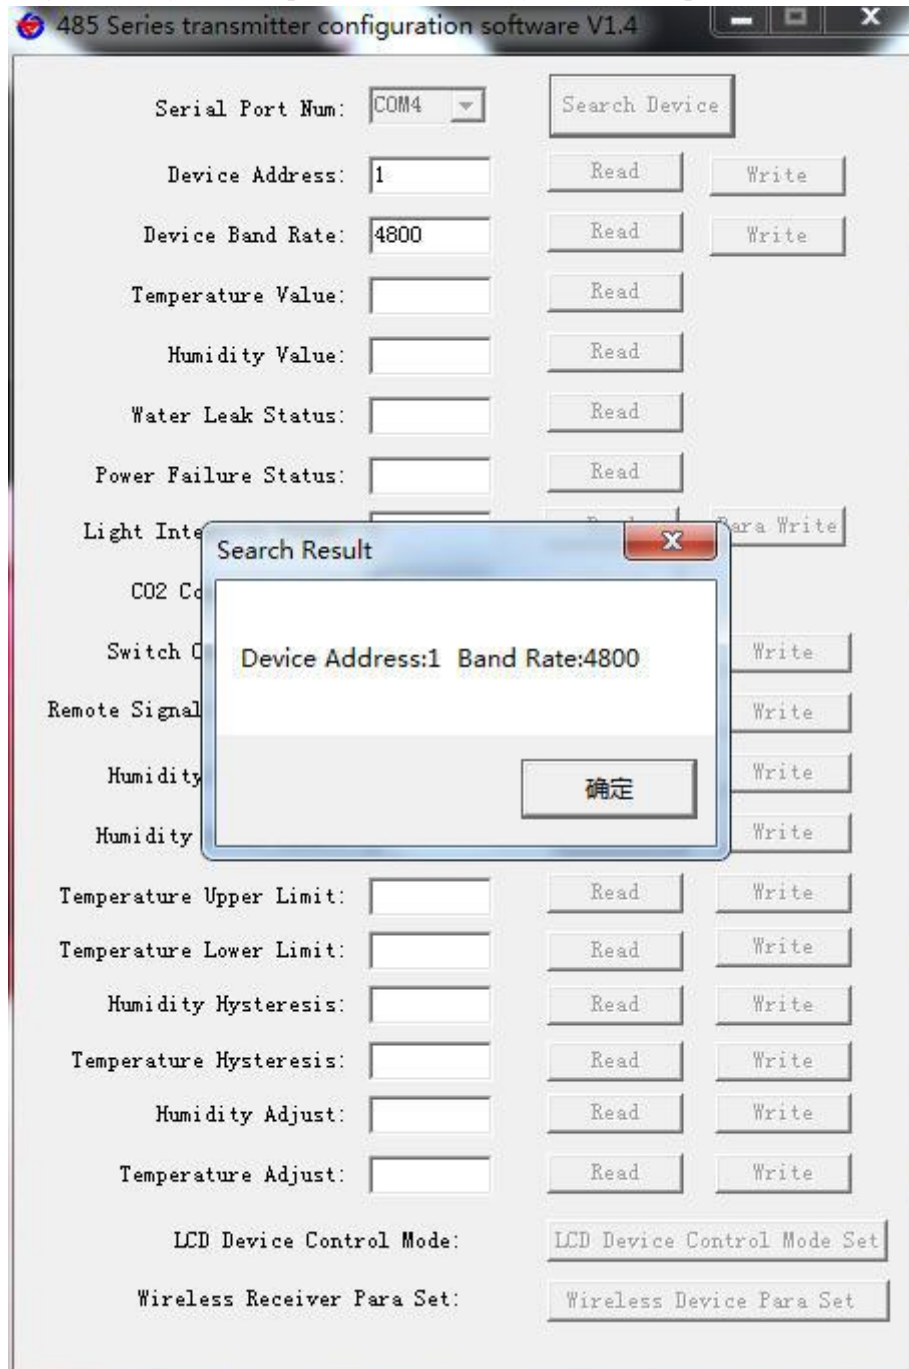 485 Series transmitter configuration software V1.4
Serial Port Num: COM4 Search Device
Device Address: 1 Read Write
Device Band Rate: 4800 Read Write
Temperature Value: Read
Humidity Value: Read
Water Leak Status: Read
Power Failure Status: Read
Light Para Write
Search Result
CO2
Device Address:1 Band Rate:4800
Switch Write
Remote Signal Write
Humidity Write
确定
Humidity Write
Temperature Upper Limit: Read Write
Temperature Lower Limit: Read Write
Humidity Hysteresis: Read Write
Temperature Hysteresis: Read Write
Humidity Adjust: Read Write
Temperature Adjust: Read Write
LCD Device Control Mode: LCD Device Control Mode Set
Wireless Receiver Para Set: Wireless Device Para Set